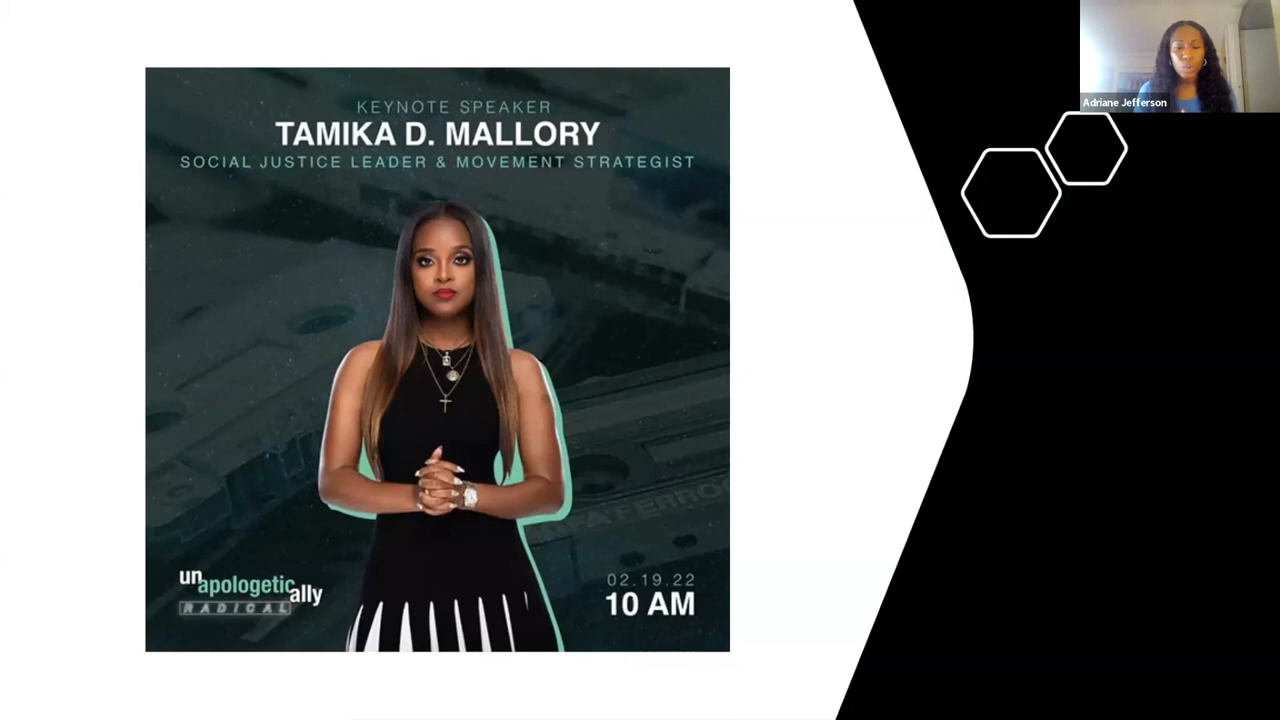 KEYNOTE SPEAKER
TAMIKA D. MALLORY
SOCIAL JUSTICE LEADER & MOVEMENT STRATEGIST
unapologetically
RADICAL
02.19.22
10 AM
Adriane Jefferson